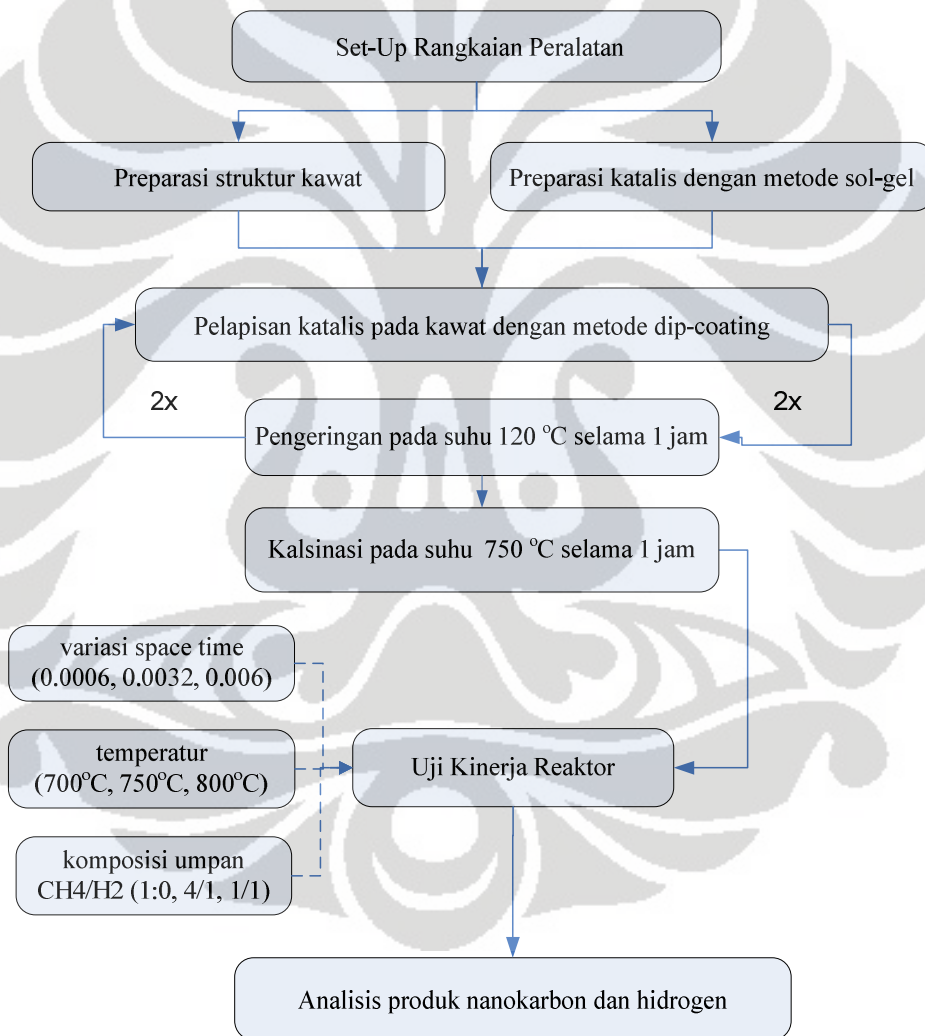 Set-Up Rangkaian Peralatan
Preparasi struktur kawat
Preparasi katalis dengan metode sol-gel
Pelapisan katalis pada kawat dengan metode dip-coating
2x
2x
Pengeringan pada suhu 120 °C selama 1 jam
Kalsinasi pada suhu 750 °C selama 1 jam
variasi space time
(0.0006, 0.0032, 0.006)
temperatur
(700°C, 750°C, 800°C)
Uji Kinerja Reaktor
komposisi umpan
CH4/H2 (1:0, 4/1, 1/1)
Analisis produk nanokarbon dan hidrogen